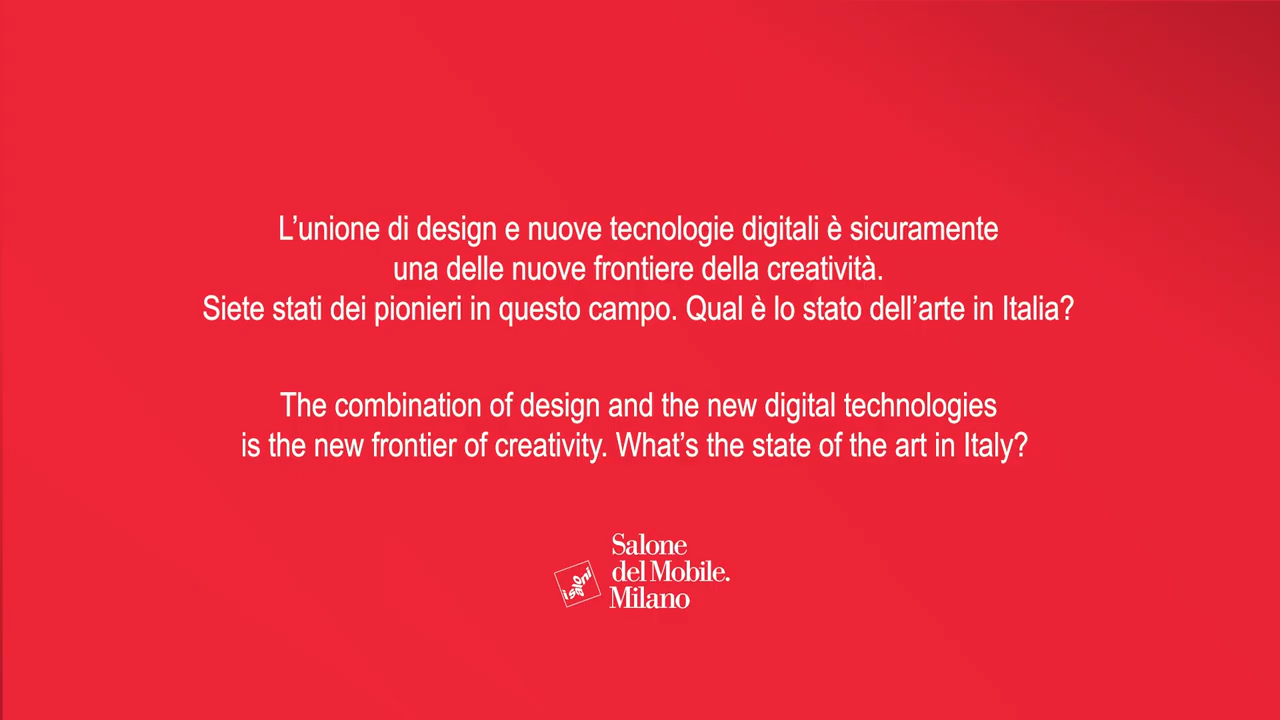 L’unione di design e nuove tecnologie digitali è sicuramente
una delle nuove frontiere della creatività.
Siete stati dei pionieri in questo campo. Qual è lo stato dell’arte in Italia?
The combination of design and the new digital technologies
is the new frontier of creativity. What’s the state of the art in Italy?
i saloni
Salone
del Mobile.
Milano